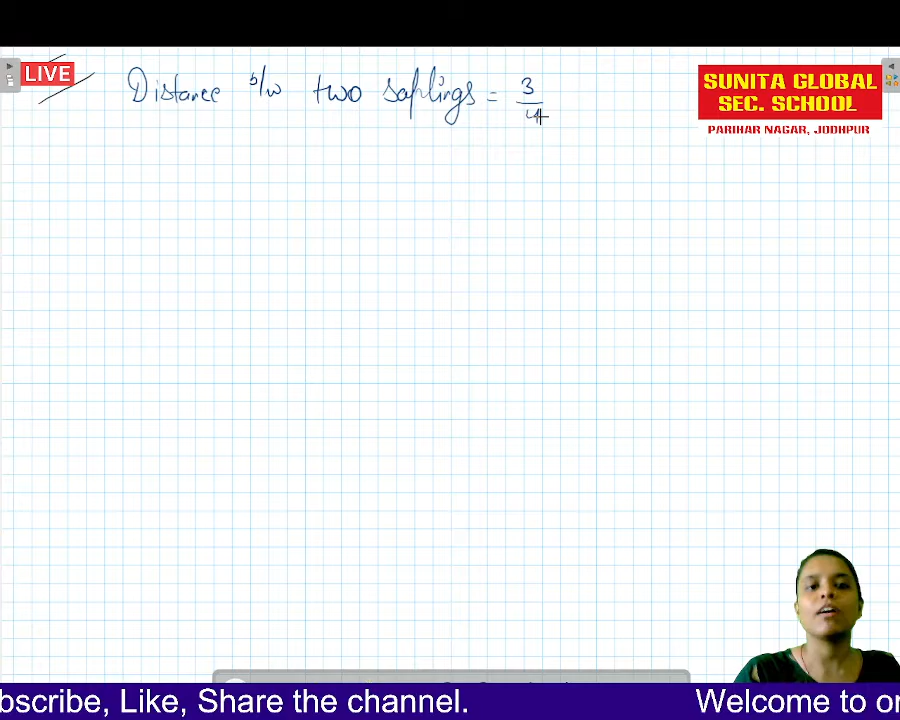 LIVE
Distance b/w two saplings = 3/4
SUNITA GLOBAL
SEC. SCHOOL
PARIHAR NAGAR, JODHPUR
bscribe, Like, Share the channel.
Welcome to or